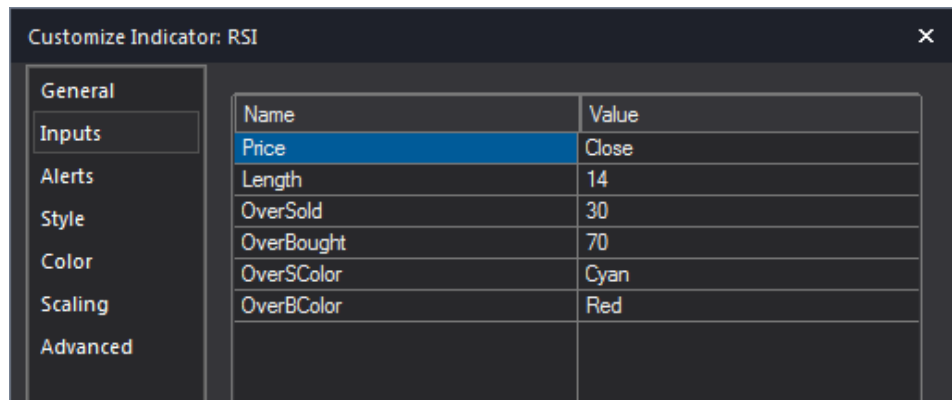 Customize Indicator: RSI ×
General
Inputs
Alerts
Style
Color
Scaling
Advanced
Name Value
Price Close
Length 14
OverSold 30
OverBought 70
OverSColor Cyan
OverBColor Red